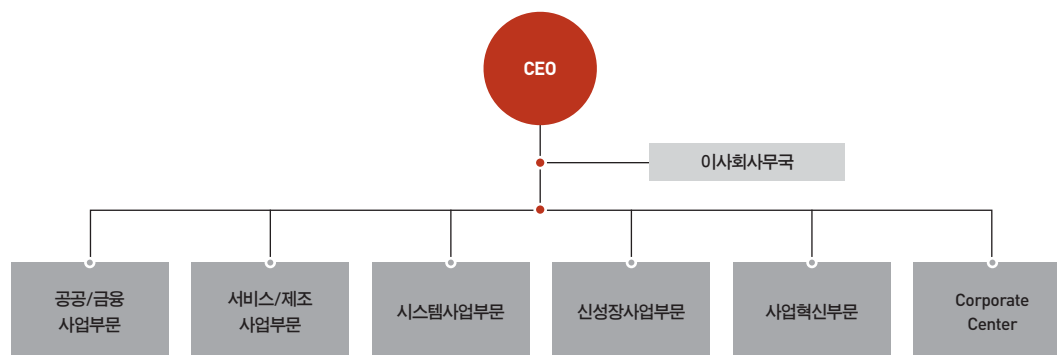 CEO
이사회사무국
공공/금융
사업부문
서비스/제조
사업부문
시스템사업부문
신성장사업부문
사업혁신부문
Corporate
Center